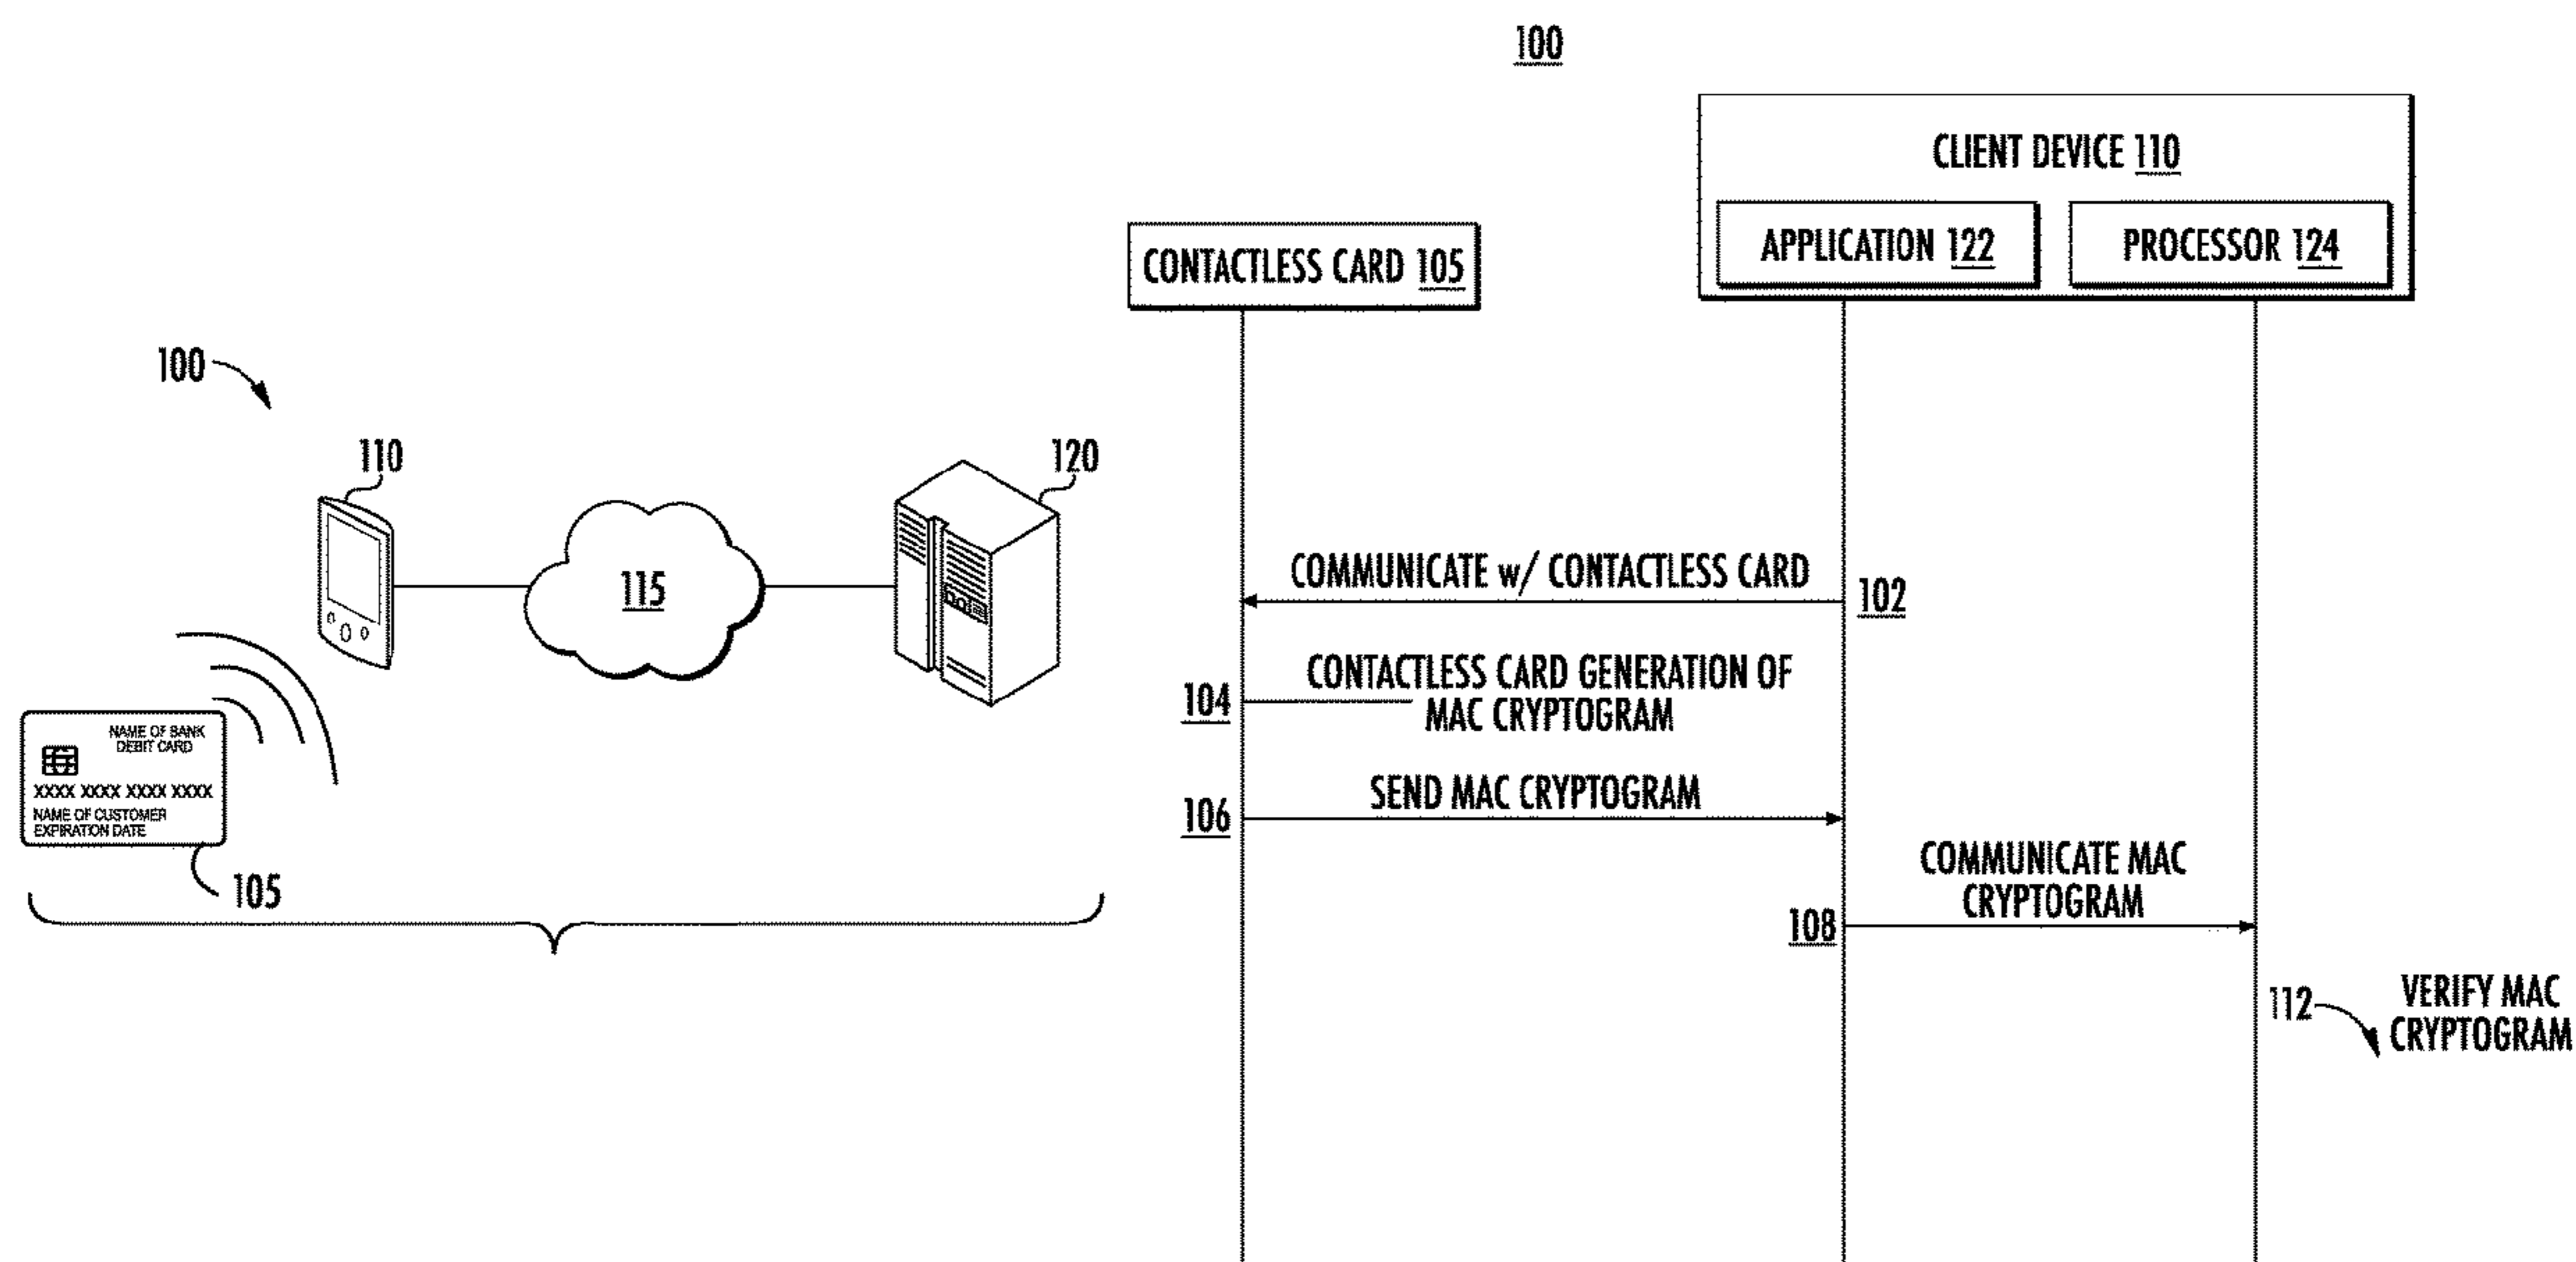 100
110
120
115
NAME OF BANK
DEBIT CARD
XXXX XXXX XXXX XXXX
NAME OF CUSTOMER
EXPIRATION DATE
105
100
CLIENT DEVICE 110
CONTACTLESS CARD 105
APPLICATION 122
PROCESSOR 124
COMMUNICATE w/ CONTACTLESS CARD
102
104
CONTACTLESS CARD GENERATION OF
MAC CRYPTOGRAM
106
SEND MAC CRYPTOGRAM
108
COMMUNICATE MAC
CRYPTOGRAM
112
VERIFY MAC
CRYPTOGRAM